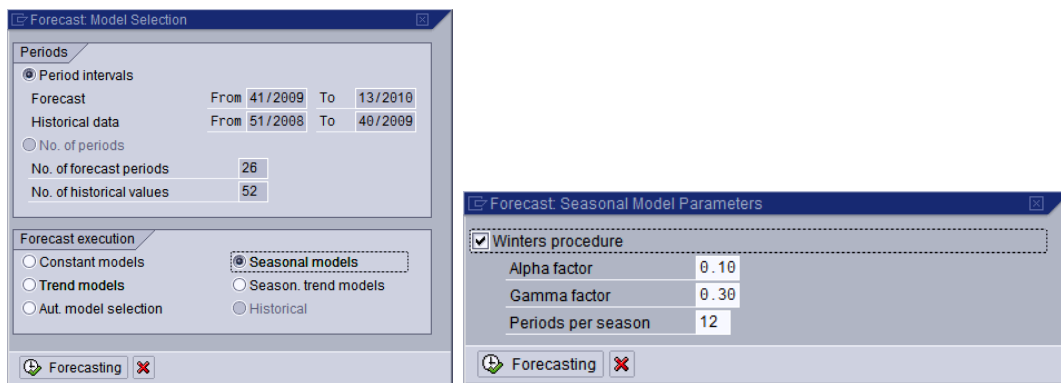 Forecast: Model Selection
Periods
Period intervals
Forecast From 41/2009 To 13/2010
Historical data From 51/2008 To 40/2009
No. of periods
No. of forecast periods 26
No. of historical values 52
Forecast execution
Constant models Seasonal models
Trend models Season. trend models
Aut. model selection Historical
Forecasting
Forecast: Seasonal Model Parameters
Winters procedure
Alpha factor 0.10
Gamma factor 0.30
Periods per season 12
Forecasting